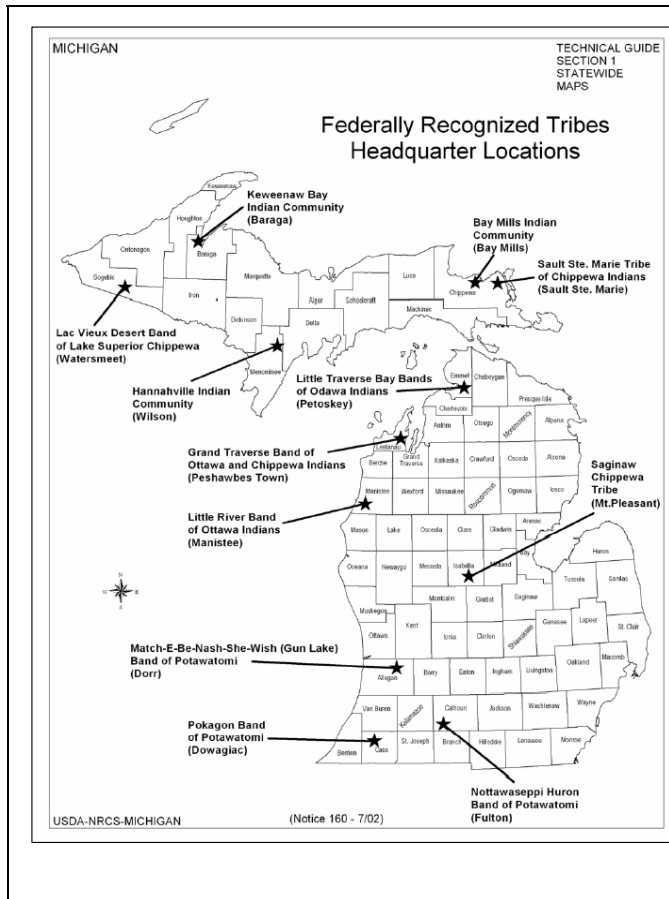 MICHIGAN
TECHNICAL GUIDE
SECTION 1
STATEWIDE
MAPS
Federally Recognized Tribes
Headquarter Locations
Keweenaw
Keweenaw Bay
Indian Community
(Baraga)
Houghton
Ontonagon
Baraga
Gogebic
Iron
Marquette
Dickinson
Menominee
Alger
Delta
Schoolcraft
Luce
Mackinac
Chippewa
Bay Mills Indian
Community
(Bay Mills)
Sault Ste. Marie Tribe
of Chippewa Indians
(Sault Ste. Marie)
Lac Vieux Desert Band
of Lake Superior Chippewa
(Watersmeet)
Hannahville Indian
Community
(Wilson)
Little Traverse Bay Bands
of Odawa Indians
(Petoskey)
Emmet
Cheboygan
Presque Isle
Charlevoix
Antrim
Otsego
Montmorency
Alpena
Leelanau
Grand Traverse Band of
Ottawa and Chippewa Indians
(Peshawbes Town)
Benzie
Grand
Traverse
Kalkaska
Crawford
Oscoda
Alcona
Saginaw
Chippewa
Tribe
(Mt.Pleasant)
Manistee
Wexford
Missaukee
Roscommon
Ogemaw
Iosco
Little River Band
of Ottawa Indians
(Manistee)
Mason
Lake
Osceola
Clare
Gladwin
Arenac
Oceana
Newaygo
Mecosta
Isabella
Midland
Bay
Huron
Tuscola
Sanilac
Montcalm
Gratiot
Saginaw
Muskegon
Kent
Ottawa
Ionia
Clinton
Shiawassee
Genesee
Lapeer
St. Clair
Match-E-Be-Nash-She-Wish (Gun Lake)
Band of Potawatomi
(Dorr)
Allegan
Barry
Eaton
Ingham
Livingston
Oakland
Macomb
Van Buren
Kalamazoo
Calhoun
Jackson
Washtenaw
Wayne
Pokagon Band
of Potawatomi
(Dowagiac)
Berrien
Cass
St. Joseph
Branch
Hillsdale
Lenawee
Monroe
Nottawaseppi Huron
Band of Potawatomi
(Fulton)
N
W
E
S
USDA-NRCS-MICHIGAN
(Notice 160 - 7/02)